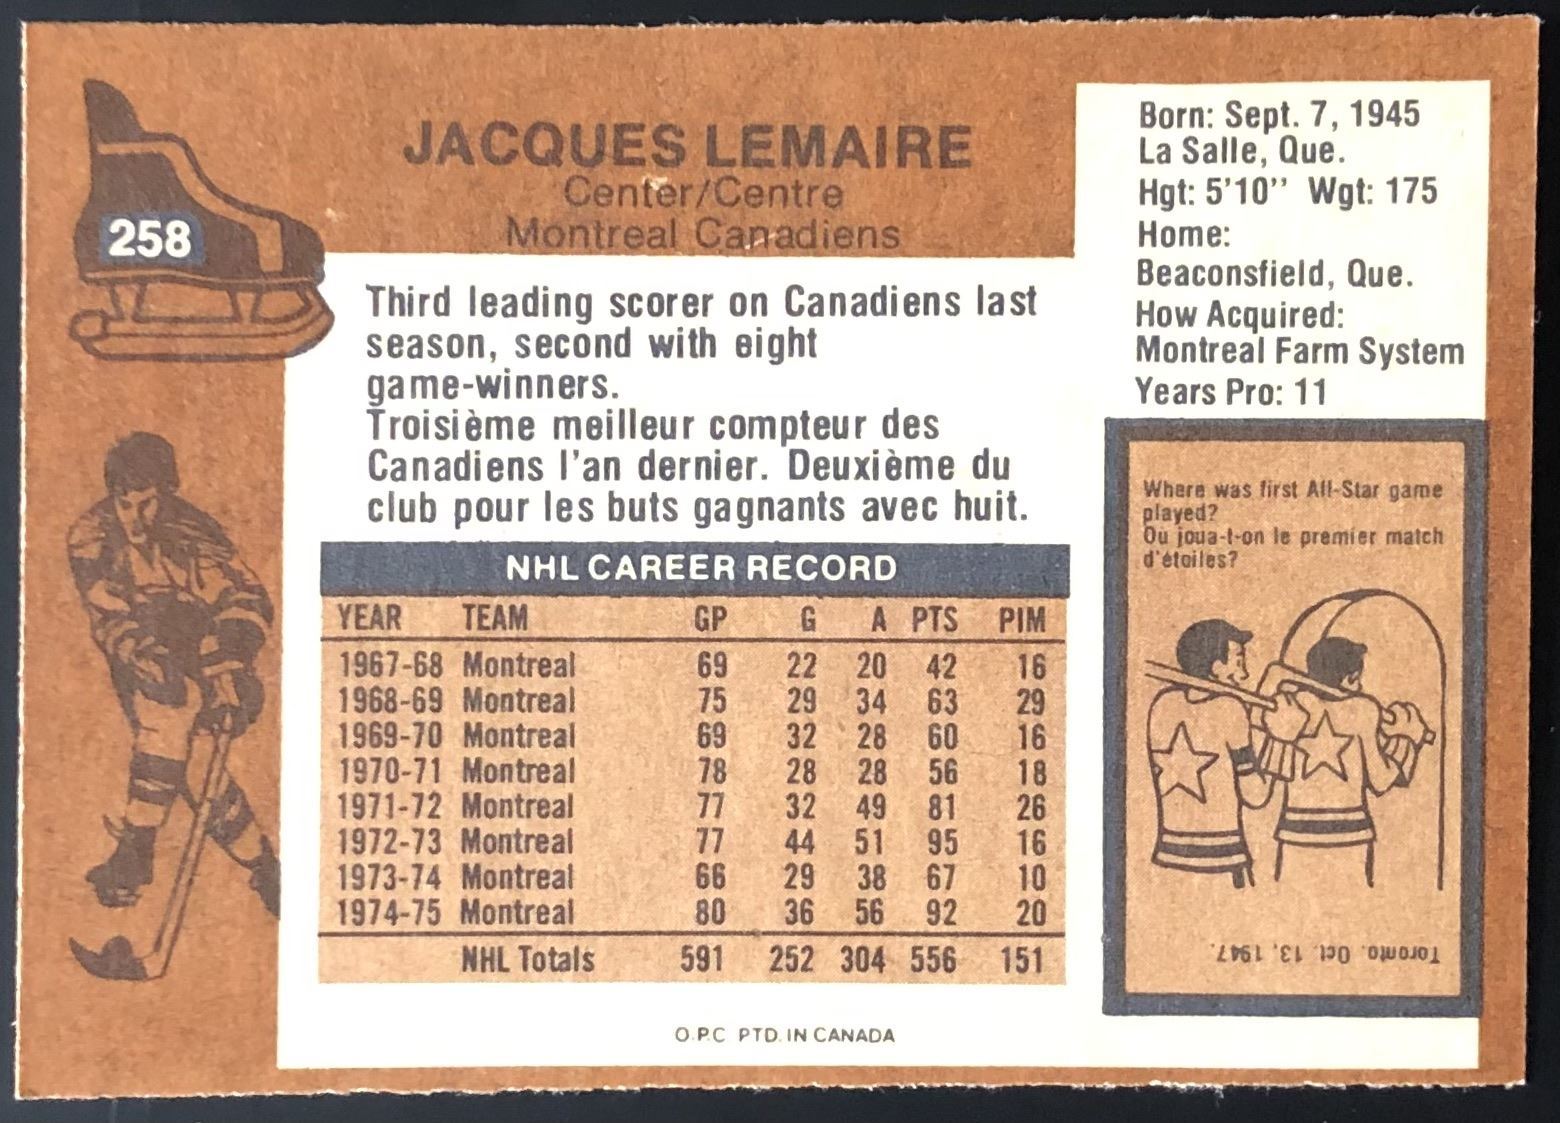 258
JACQUES LEMAIRE
Center/Centre
Montreal Canadiens
Born: Sept. 7, 1945
La Salle, Que.
Hgt: 5'10" Wgt: 175
Home:
Beaconsfield, Que.
How Acquired:
Montreal Farm System
Years Pro: 11
Third leading scorer on Canadiens last
season, second with eight
game-winners.
Troisième meilleur compteur des
Canadiens l'an dernier. Deuxième du
club pour les buts gagnants avec huit.
NHL CAREER RECORD
YEAR TEAM GP G A PTS PIM
1967-68 Montreal 69 22 20 42 16
1968-69 Montreal 75 29 34 63 29
1969-70 Montreal 69 32 28 60 16
1970-71 Montreal 78 28 28 56 18
1971-72 Montreal 77 32 49 81 26
1972-73 Montreal 77 44 51 95 16
1973-74 Montreal 66 29 38 67 10
1974-75 Montreal 80 36 56 92 20
NHL Totals 591 252 304 556 151
Where was first All-Star game
played?
Ou joua-t-on le premier match
d'étoiles?
Toronto. Oct. 13, 1947.
O.P.C PTD. IN CANADA